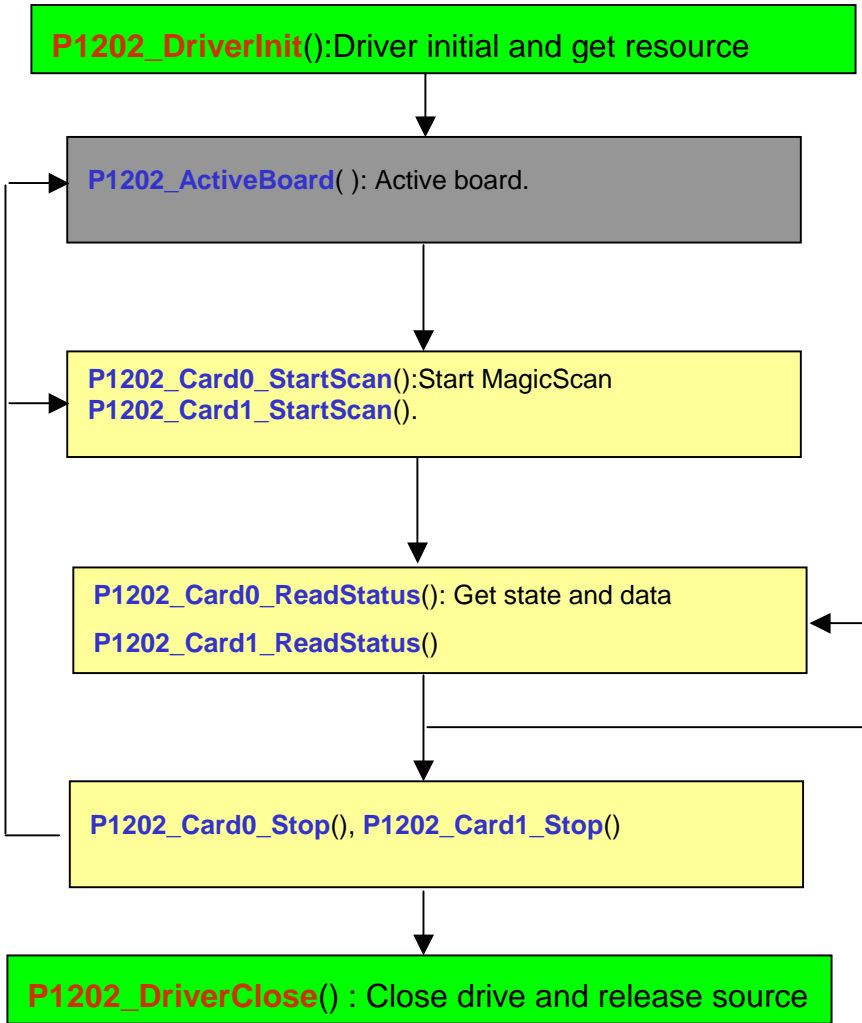 P1202_DriverInit():Driver initial and get resource
P1202_ActiveBoard( ): Active board.
P1202_Card0_StartScan():Start MagicScan
P1202_Card1_StartScan().
P1202_Card0_ReadStatus(): Get state and data
P1202_Card1_ReadStatus()
P1202_Card0_Stop(), P1202_Card1_Stop()
P1202_DriverClose() : Close drive and release source